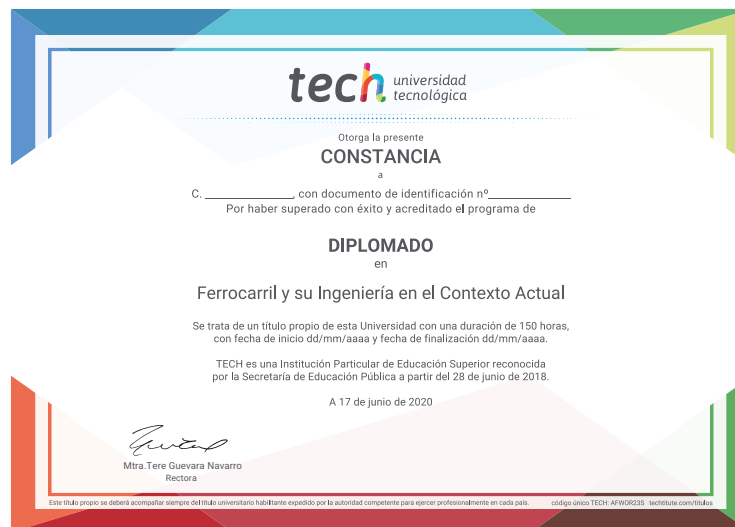 tech universidad
tecnológica
Otorga la presente
CONSTANCIA
a
C. ______________, con documento de identificación nº______________
Por haber superado con éxito y acreditado el programa de
DIPLOMADO
en
Ferrocarril y su Ingeniería en el Contexto Actual
Se trata de un título propio de esta Universidad con una duración de 150 horas,
con fecha de inicio dd/mm/aaaa y fecha de finalización dd/mm/aaaa.
TECH es una Institución Particular de Educación Superior reconocida
por la Secretaría de Educación Pública a partir del 28 de junio de 2018.
A 17 de junio de 2020
Mtra.Tere Guevara Navarro
Rectora
Este título propio se deberá acompañar siempre del título universitario habilitante expedido por la autoridad competente para ejercer profesionalmente en cada país. código único TECH: AFWOR23S techtitute.com/titulos